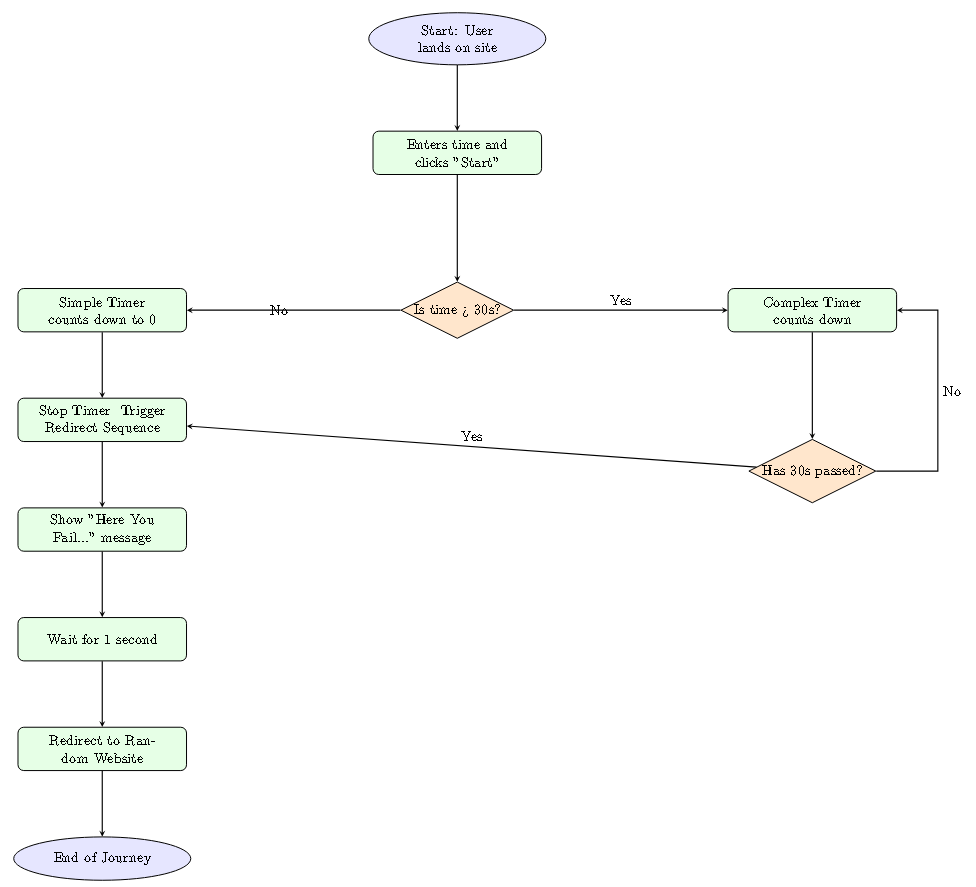 Start: User
lands on site
Enters time and
clicks ”Start”
Is time ¿ 30s?
No
Yes
Simple Timer
counts down to 0
Complex Timer
counts down
No
Stop Timer Trigger
Redirect Sequence
Yes
Has 30s passed?
Show ”Here You
Fail...” message
Wait for 1 second
Redirect to Ran-
dom Website
End of Journey